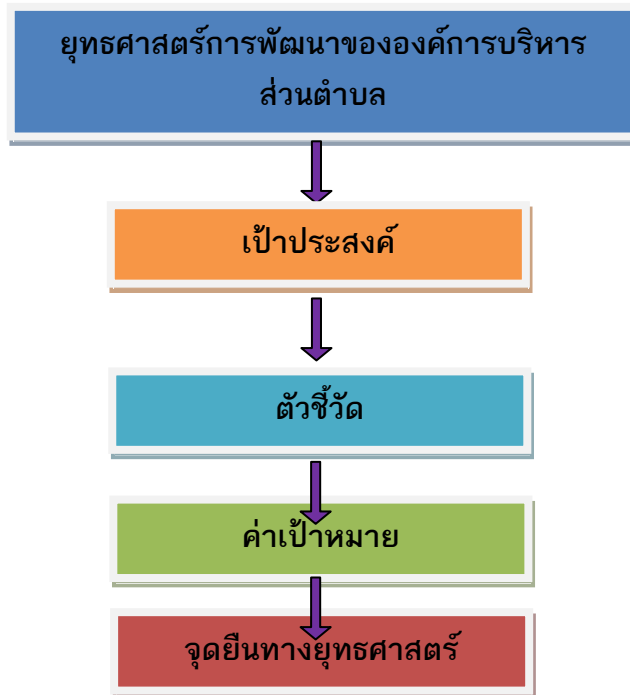 ยุทธศาสตร์การพัฒนาขององค์การบริหาร
ส่วนตำบล
เป้าประสงค์
ตัวชี้วัด
ค่าเป้าหมาย
จุดยืนทางยุทธศาสตร์